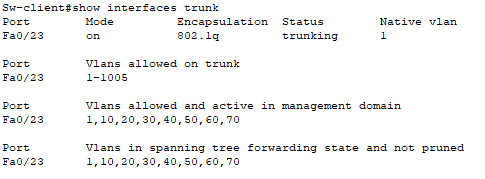 Sw-client#show interfaces trunk
Port        Mode         Encapsulation  Status        Native vlan
Fa0/23      on           802.1q         trunking      1
Port        Vlans allowed on trunk
Fa0/23      1-1005
Port        Vlans allowed and active in management domain
Fa0/23      1,10,20,30,40,50,60,70
Port        Vlans in spanning tree forwarding state and not pruned
Fa0/23      1,10,20,30,40,50,60,70